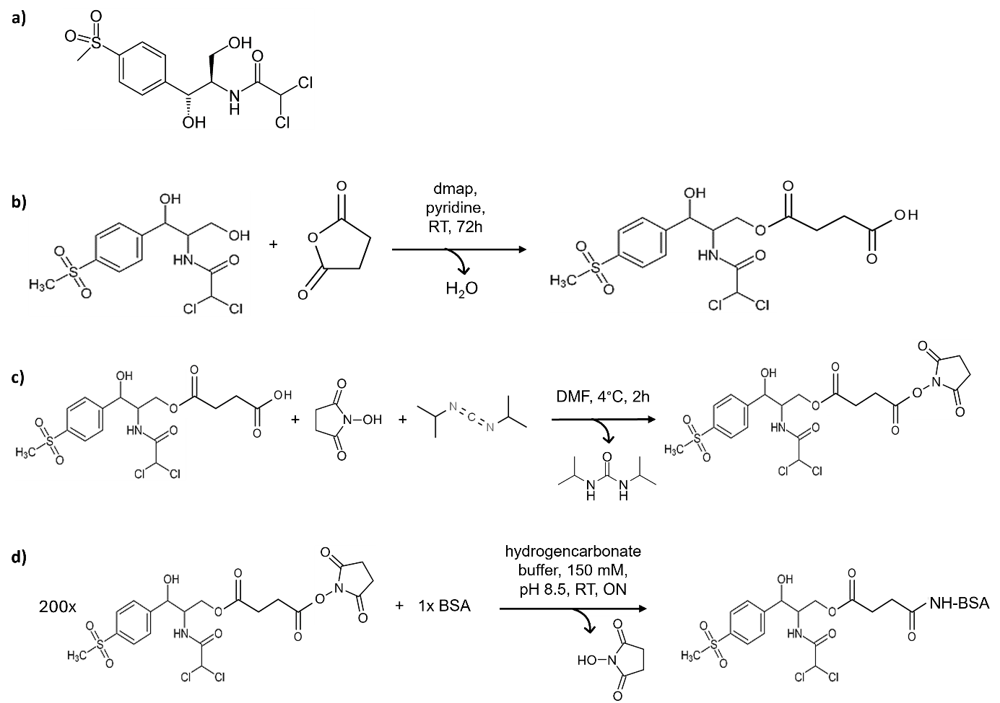 a)
O
O
S
OH
O
Cl
N
H
OH
Cl
b)
OH
OH
O
S
O
H₃C
HN
O
Cl
Cl
+
O
O
O
dmap,
pyridine,
RT, 72h
H₂O
OH
O
O
OH
O
O
S
O
H₃C
HN
O
Cl
Cl
c)
OH
O
O
OH
O
O
S
O
H₃C
HN
O
Cl
Cl
+
O
N-OH
O
+
N
C
N
DMF, 4°C, 2h
O
N
H
N
H
OH
O
O
O
O
N
O
O
O
S
O
H₃C
HN
O
Cl
Cl
d)
200x
OH
O
O
O
O
N
O
O
O
S
O
H₃C
HN
O
Cl
Cl
+
1x BSA
hydrogencarbonate
buffer, 150 mM,
pH 8.5, RT, ON
O
HO-N
O
OH
O
O
NH-BSA
O
O
S
O
H₃C
HN
O
Cl
Cl